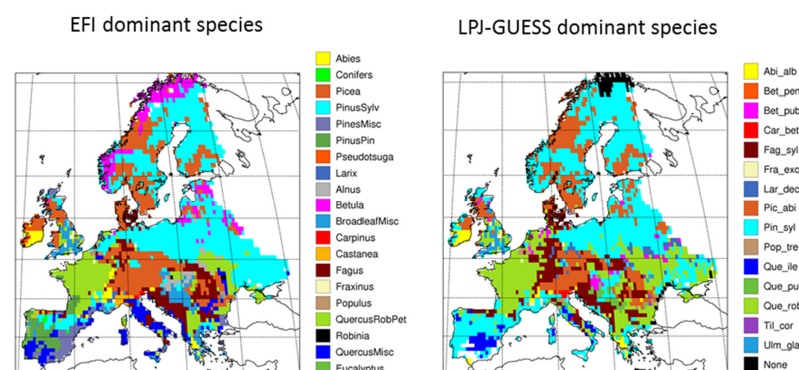 EFI dominant species
LPJ-GUESS dominant species
Abies
Conifers
Picea
PinusSylv
PinesMisc
PinusPin
Pseudotsuga
Larix
Alnus
Betula
BroadleafMisc
Carpinus
Castanea
Fagus
Fraxinus
Populus
QuercusRobPet
Robinia
QuercusMisc
Eucalyptus
Abi_alb
Bet_pen
Bet_pub
Car_bet
Fag_syl
Fra_exc
Lar_dec
Pic_abi
Pin_syl
Pop_tre
Que_ile
Que_pu
Que_rob
Til_cor
Ulm_gla
None